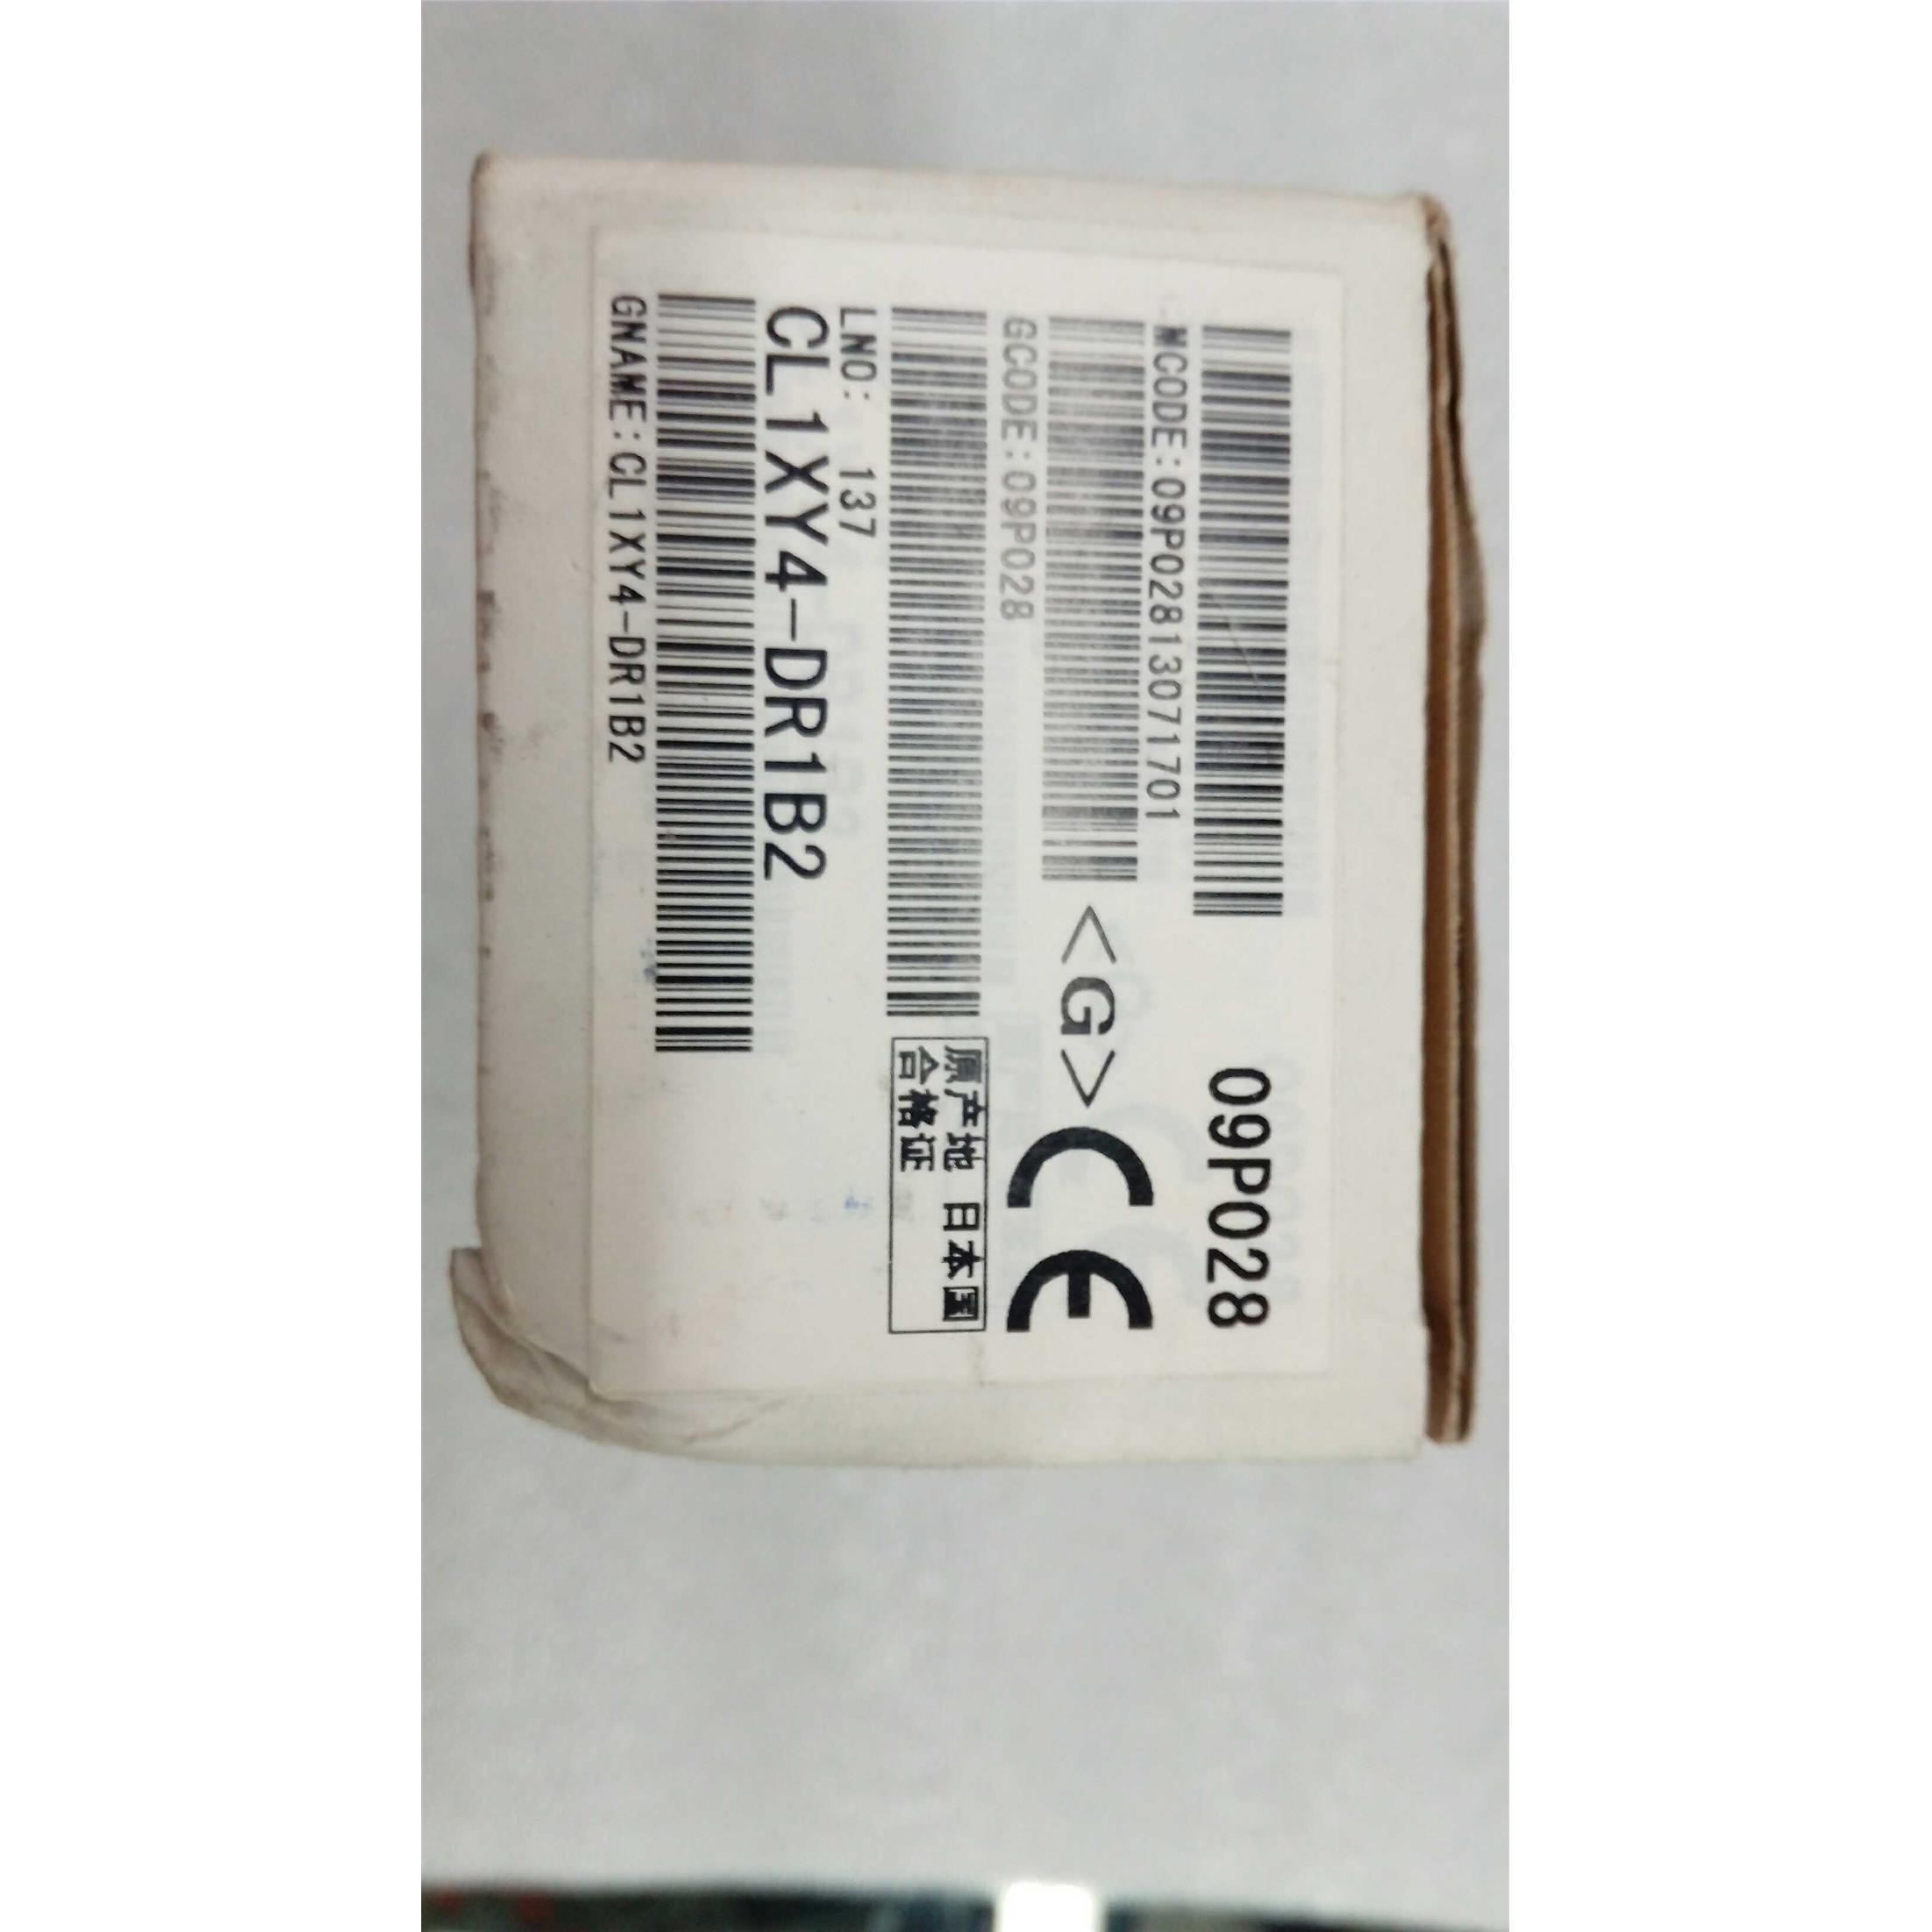 09P028
MCODE:09P02813071701
<G> CE
GCODE:09P028
原产地 日本国
合格证
LNO: 137
CL1XY4-DR1B2
GNAME:CL1XY4-DR1B2